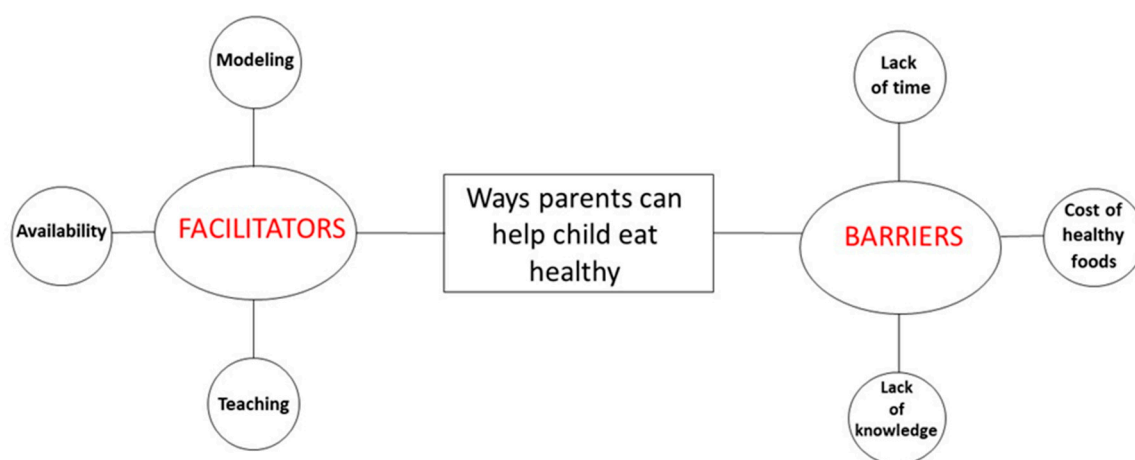 Modeling
Availability
FACILITATORS
Teaching
Ways parents can
help child eat
healthy
Lack
of time
BARRIERS
Cost of
healthy
foods
Lack
of
knowledge